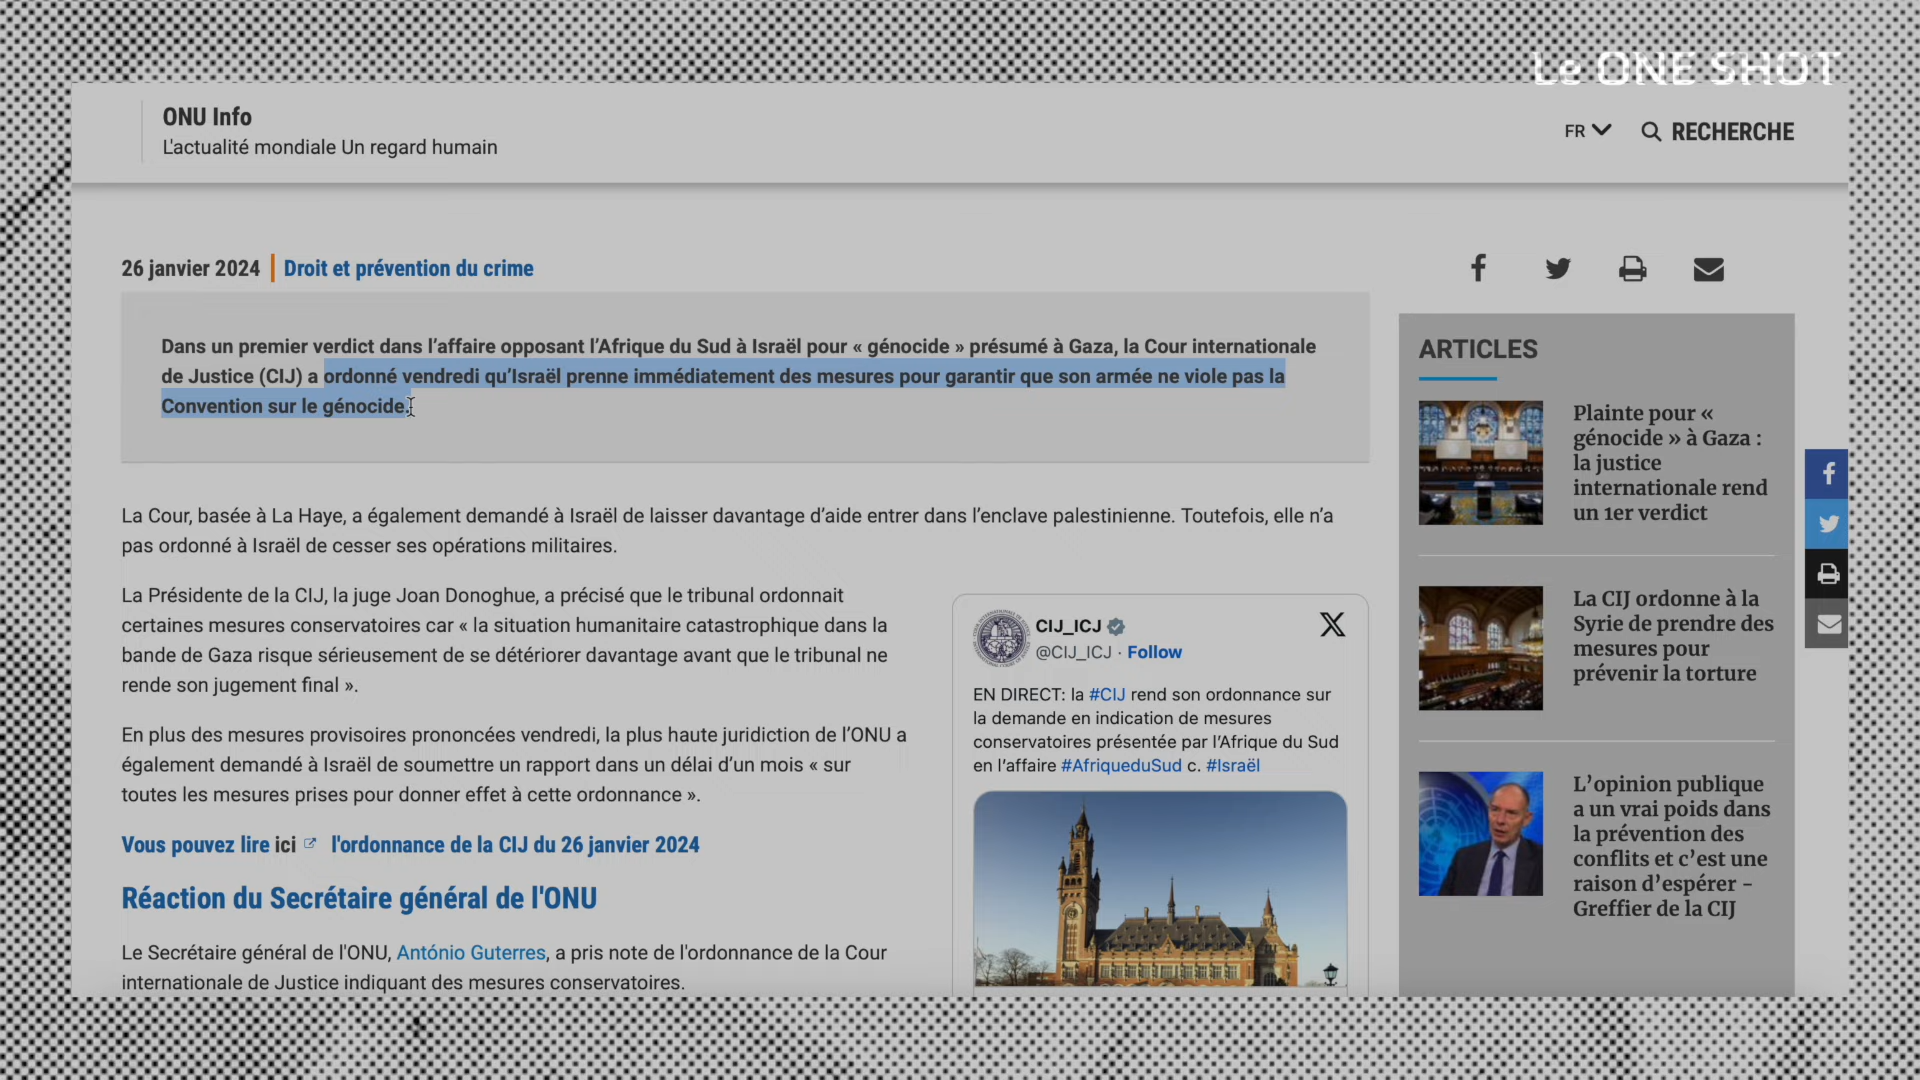 Le ONE SHOT
ONU Info
L'actualité mondiale Un regard humain
FR
RECHERCHE
26 janvier 2024 | Droit et prévention du crime
Dans un premier verdict dans l’affaire opposant l’Afrique du Sud à Israël pour « génocide » présumé à Gaza, la Cour internationale
de Justice (CIJ) a ordonné vendredi qu’Israël prenne immédiatement des mesures pour garantir que son armée ne viole pas la
Convention sur le génocide.
La Cour, basée à La Haye, a également demandé à Israël de laisser davantage d’aide entrer dans l’enclave palestinienne. Toutefois, elle n’a
pas ordonné à Israël de cesser ses opérations militaires.
La Présidente de la CIJ, la juge Joan Donoghue, a précisé que le tribunal ordonnait
certaines mesures conservatoires car « la situation humanitaire catastrophique dans la
bande de Gaza risque sérieusement de se détériorer davantage avant que le tribunal ne
rende son jugement final ».
En plus des mesures provisoires prononcées vendredi, la plus haute juridiction de l’ONU a
également demandé à Israël de soumettre un rapport dans un délai d’un mois « sur
toutes les mesures prises pour donner effet à cette ordonnance ».
Vous pouvez lire ici l'ordonnance de la CIJ du 26 janvier 2024
Réaction du Secrétaire général de l'ONU
Le Secrétaire général de l'ONU, António Guterres, a pris note de l'ordonnance de la Cour
internationale de Justice indiquant des mesures conservatoires.
CIJ_ICJ
@CIJ_ICJ · Follow
EN DIRECT: la #CIJ rend son ordonnance sur
la demande en indication de mesures
conservatoires présentée par l’Afrique du Sud
en l’affaire #AfriqueduSud c. #Israël
ARTICLES
Plainte pour «
génocide » à Gaza :
la justice
internationale rend
un 1er verdict
La CIJ ordonne à la
Syrie de prendre des
mesures pour
prévenir la torture
L’opinion publique
a un vrai poids dans
la prévention des
conflits et c’est une
raison d’espérer -
Greffier de la CIJ